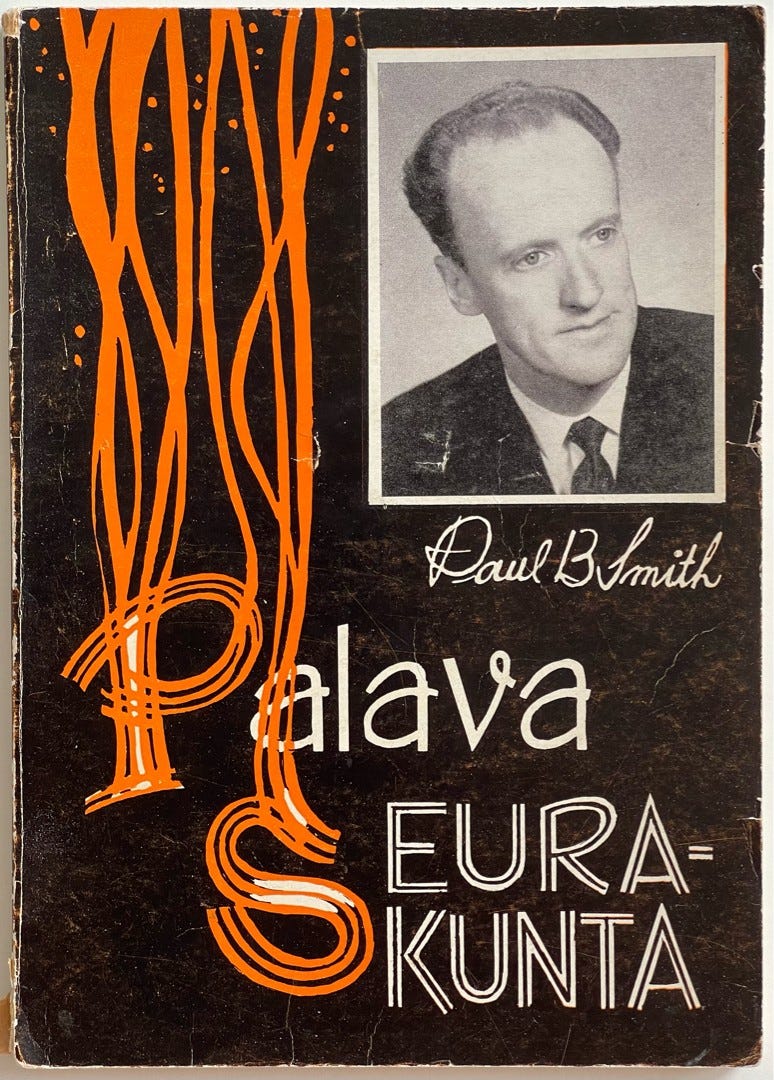 Paul B Smith
Palava
SEURA=
KUNTA